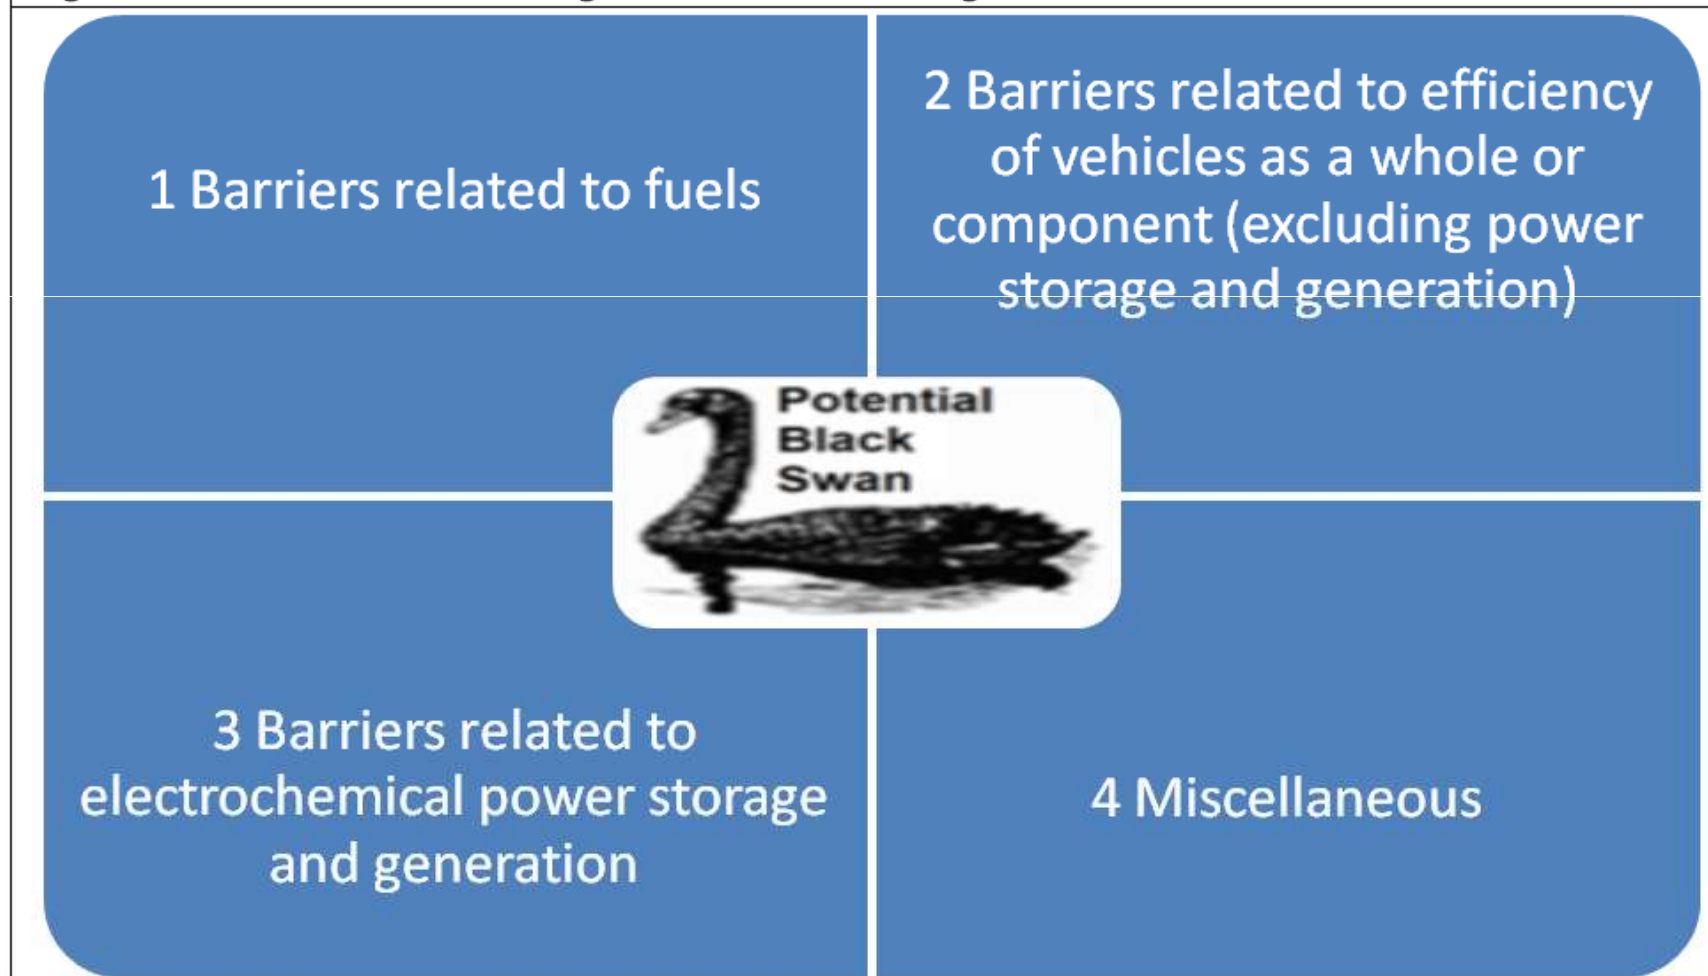 1 Barriers related to fuels
2 Barriers related to efficiency
of vehicles as a whole or
component (excluding power
storage and generation)
Potential
Black
Swan
3 Barriers related to
electrochemical power storage
and generation
4 Miscellaneous